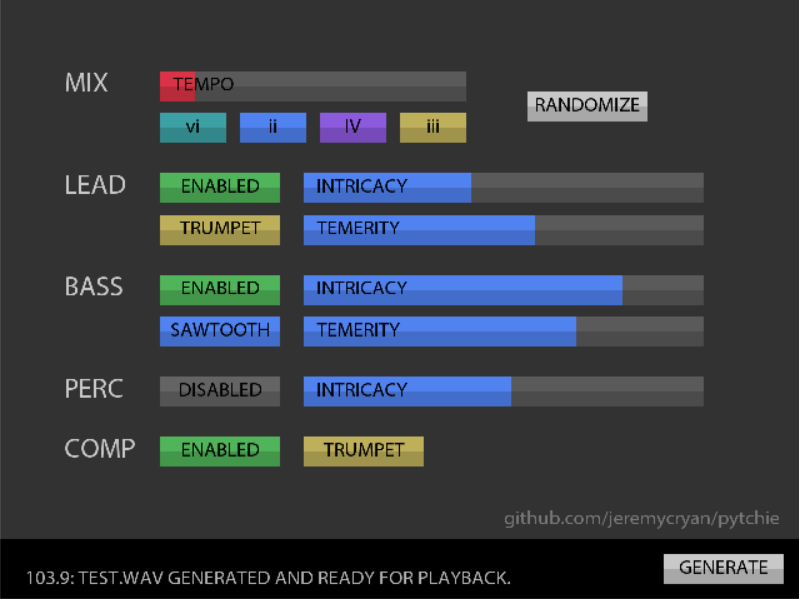 MIX TEMPO
RANDOMIZE
vi ii IV iii
LEAD ENABLED INTRICACY
TRUMPET TEMERITY
BASS ENABLED INTRICACY
SAWTOOTH TEMERITY
PERC DISABLED INTRICACY
COMP ENABLED TRUMPET
github.com/jeremycryan/pytchie
103.9: TEST.WAV GENERATED AND READY FOR PLAYBACK.
GENERATE